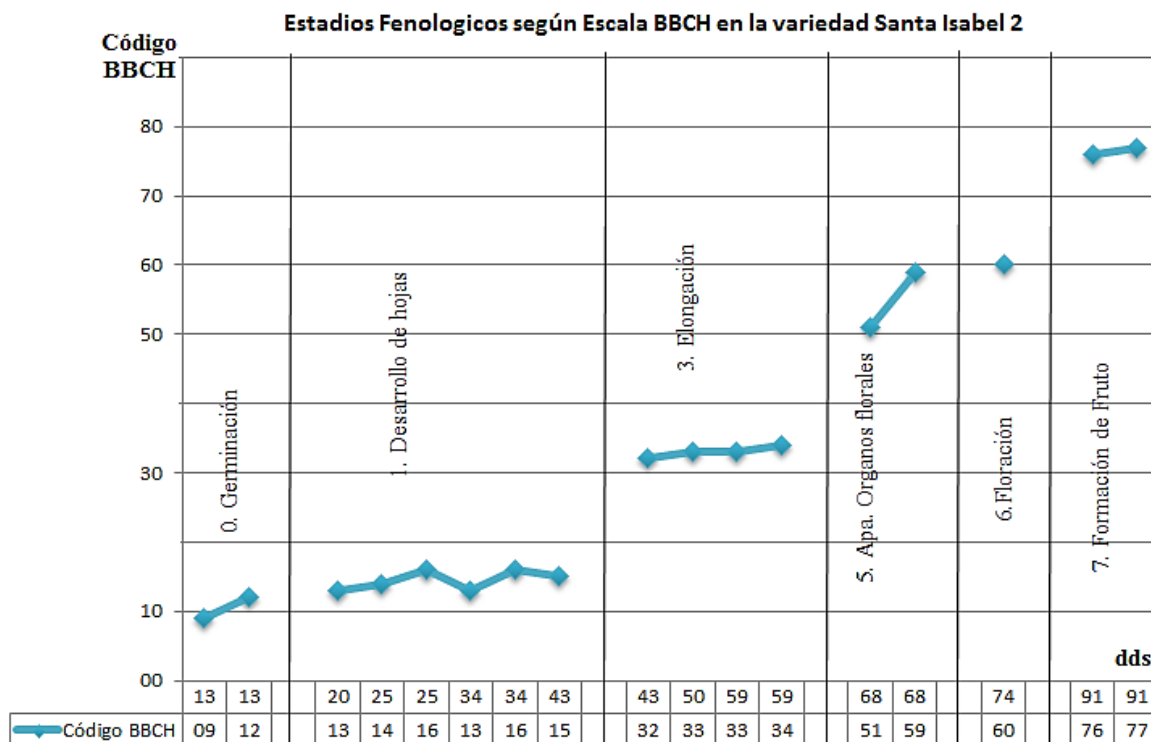 Estadios Fenologicos según Escala BBCH en la variedad Santa Isabel 2
Código
BBCH
80
70
60
50
30
10
00
0. Germinación
1. Desarrollo de hojas
3. Elongación
5. Apa. Organos florales
6.Floración
7. Formación de Fruto
dds
13 13 20 25 25 34 34 43 43 50 59 59 68 68 74 91 91
Código BBCH 09 12 13 14 16 13 16 15 32 33 33 34 51 59 60 76 77